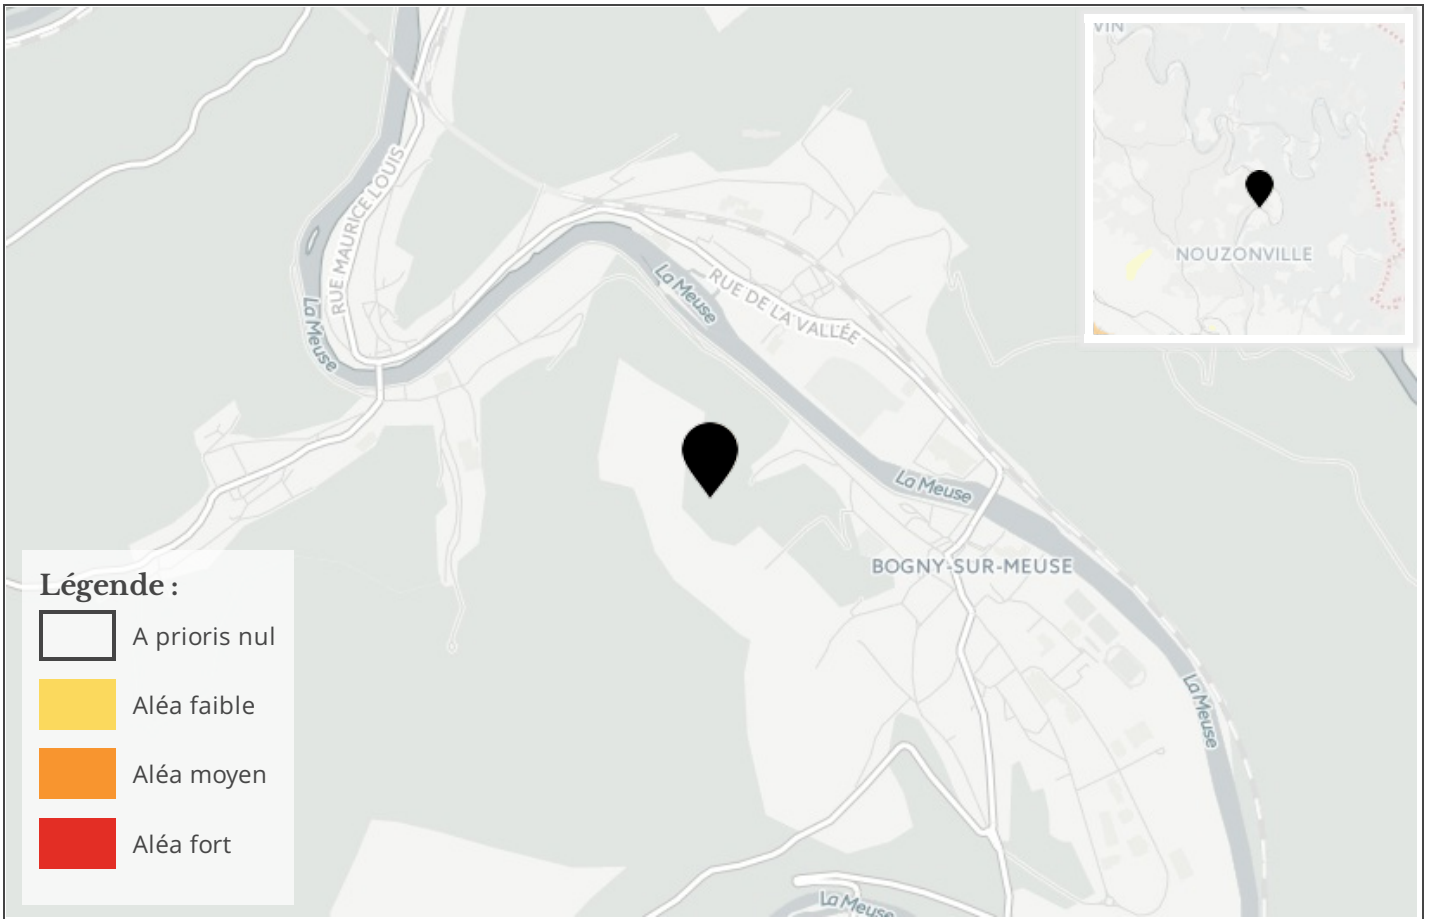 VIN
NOUZONVILLE
RUE MAURICE LOUIS
La Meuse
La Meuse
RUE DE LA VALLÉE
La Meuse
BOGNY-SUR-MEUSE
La Meuse
La Meuse
Légende :
A prioris nul
Aléa faible
Aléa moyen
Aléa fort